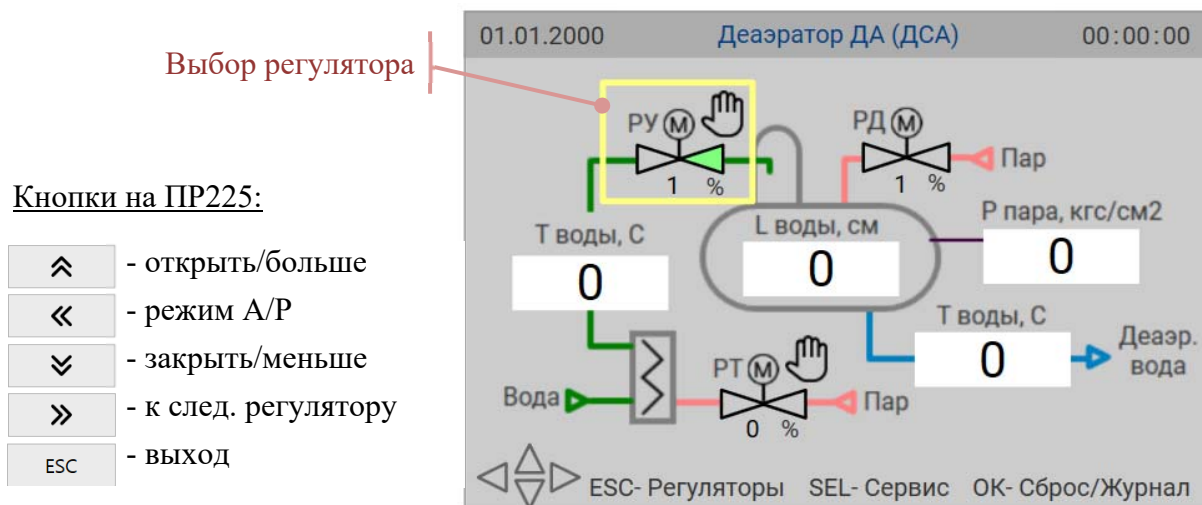 Выбор регулятора
Кнопки на ПР225:
- открыть/больше
- режим А/Р
- закрыть/меньше
- к след. регулятору
ESC - выход
01.01.2000 Деаэратор ДА (ДСА) 00:00:00
РУ М РД М
Пар
1 % 1 %
Т воды, С L воды, см Р пара, кгс/см2
0 0 0
Т воды, С
0
Деаэр.
вода
РТ М
Вода Пар
0 %
ESC- Регуляторы SEL- Сервис ОК- Сброс/Журнал